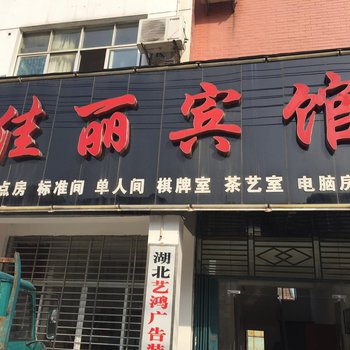 佳丽宾馆
点房 标准间 单人间 棋牌室 茶艺室 电脑房
湖北艺鸿广告装